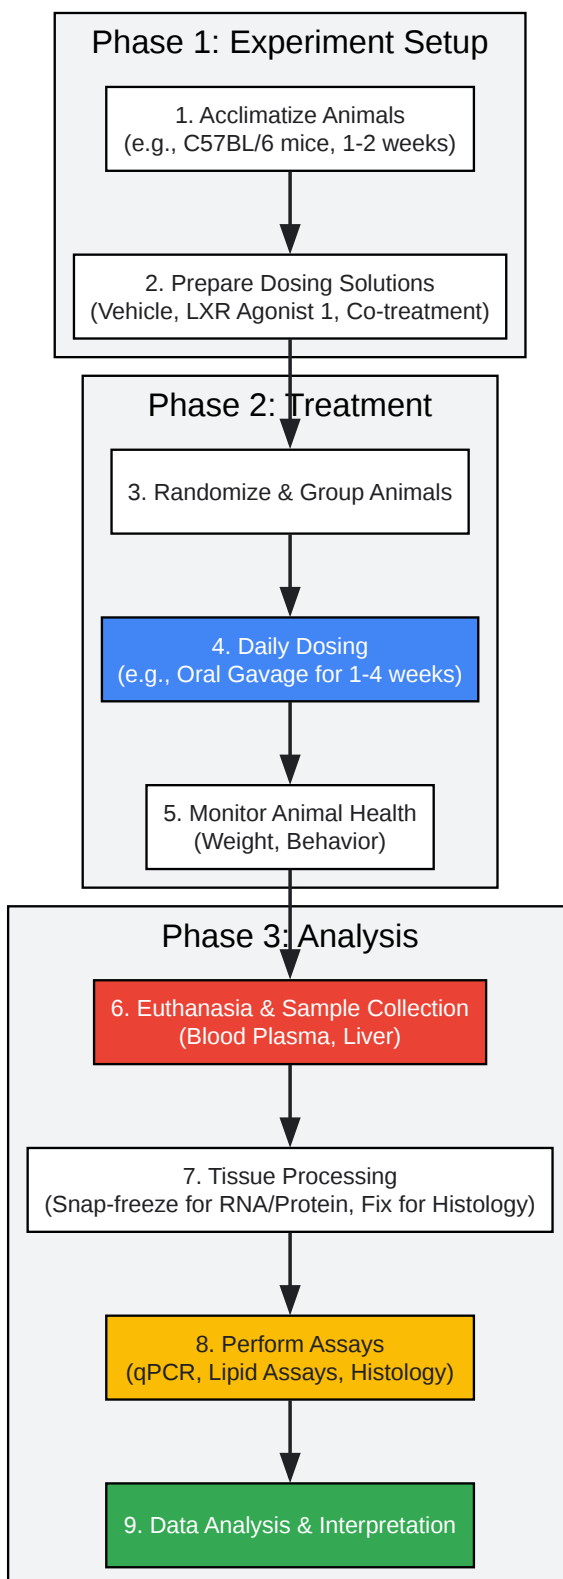 Phase 1: Experiment Setup
1. Acclimatize Animals
(e.g., C57BL/6 mice, 1-2 weeks)
2. Prepare Dosing Solutions
(Vehicle, LXR Agonist 1, Co-treatment)
Phase 2: Treatment
3. Randomize & Group Animals
4. Daily Dosing
(e.g., Oral Gavage for 1-4 weeks)
5. Monitor Animal Health
(Weight, Behavior)
Phase 3: Analysis
6. Euthanasia & Sample Collection
(Blood Plasma, Liver)
7. Tissue Processing
(Snap-freeze for RNA/Protein, Fix for Histology)
8. Perform Assays
(qPCR, Lipid Assays, Histology)
9. Data Analysis & Interpretation